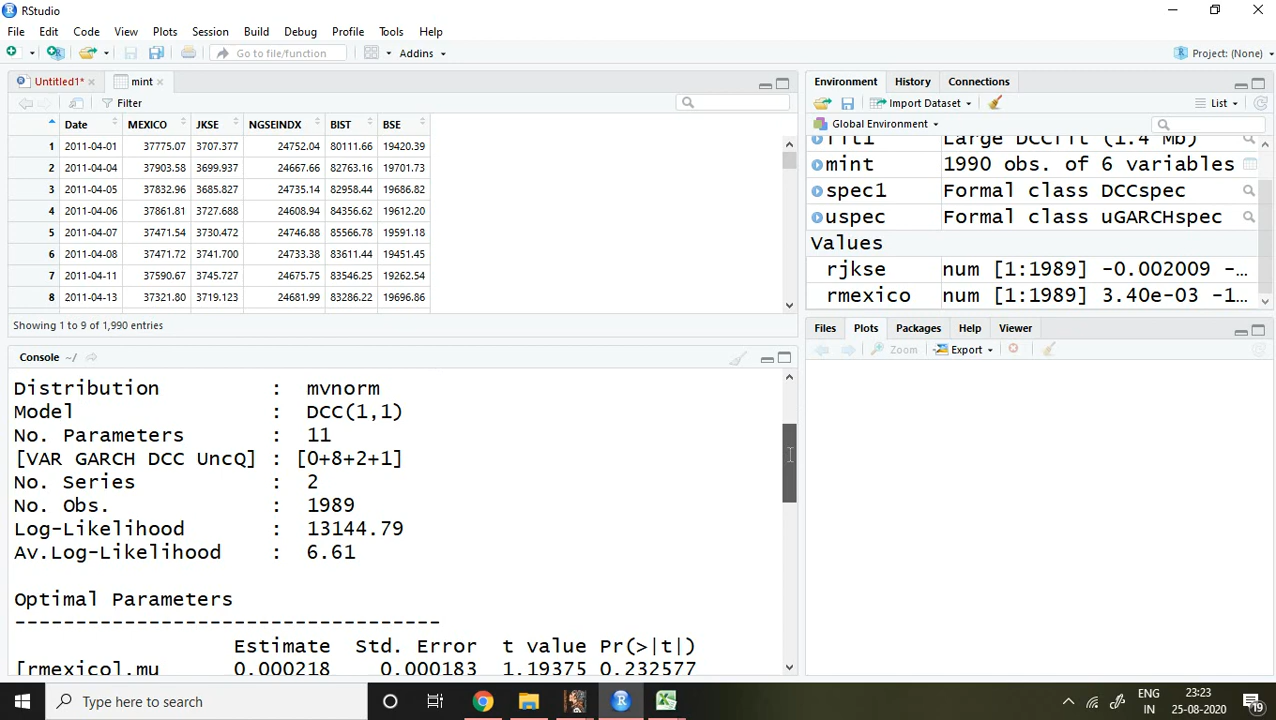 RStudio
File Edit Code View Plots Session Build Debug Profile Tools Help
Go to file/function Addins Project: (None)
Untitled1* mint
Filter
Date MEXICO JKSE NGSEINDX BIST BSE
1 2011-04-01 37775.07 3707.377 24752.04 80111.66 19420.39
2 2011-04-04 37903.58 3699.937 24667.66 82763.16 19701.73
3 2011-04-05 37832.96 3685.827 24735.14 82958.44 19686.82
4 2011-04-06 37861.81 3727.688 24608.94 84356.62 19612.20
5 2011-04-07 37471.54 3730.472 24746.88 85566.78 19591.18
6 2011-04-08 37471.72 3741.700 24733.38 83611.44 19451.45
7 2011-04-11 37590.67 3745.727 24675.75 83546.25 19262.54
8 2011-04-13 37321.80 3719.123 24681.99 83286.22 19696.86
Showing 1 to 9 of 1,990 entries
Console ~/
Distribution : mvnorm
Model : DCC(1,1)
No. Parameters : 11
[VAR GARCH DCC UncQ] : [0+8+2+1]
No. Series : 2
No. Obs. : 1989
Log-Likelihood : 13144.79
Av.Log-Likelihood : 6.61
Optimal Parameters
------------------------------------
Estimate Std. Error t value Pr(>|t|)
[rmexico].mu 0.000218 0.000183 1.19375 0.232577
Environment History Connections
Import Dataset List
Global Environment
Large DCCfit (1.4 Mb)
mint 1990 obs. of 6 variables
spec1 Formal class DCCspec
uspec Formal class uGARCHspec
Values
rjkse num [1:1989] -0.002009 -…
rmexico num [1:1989] 3.40e-03 -1…
Files Plots Packages Help Viewer
Zoom Export
Type here to search
ENG
IN
23:23
25-08-2020
19